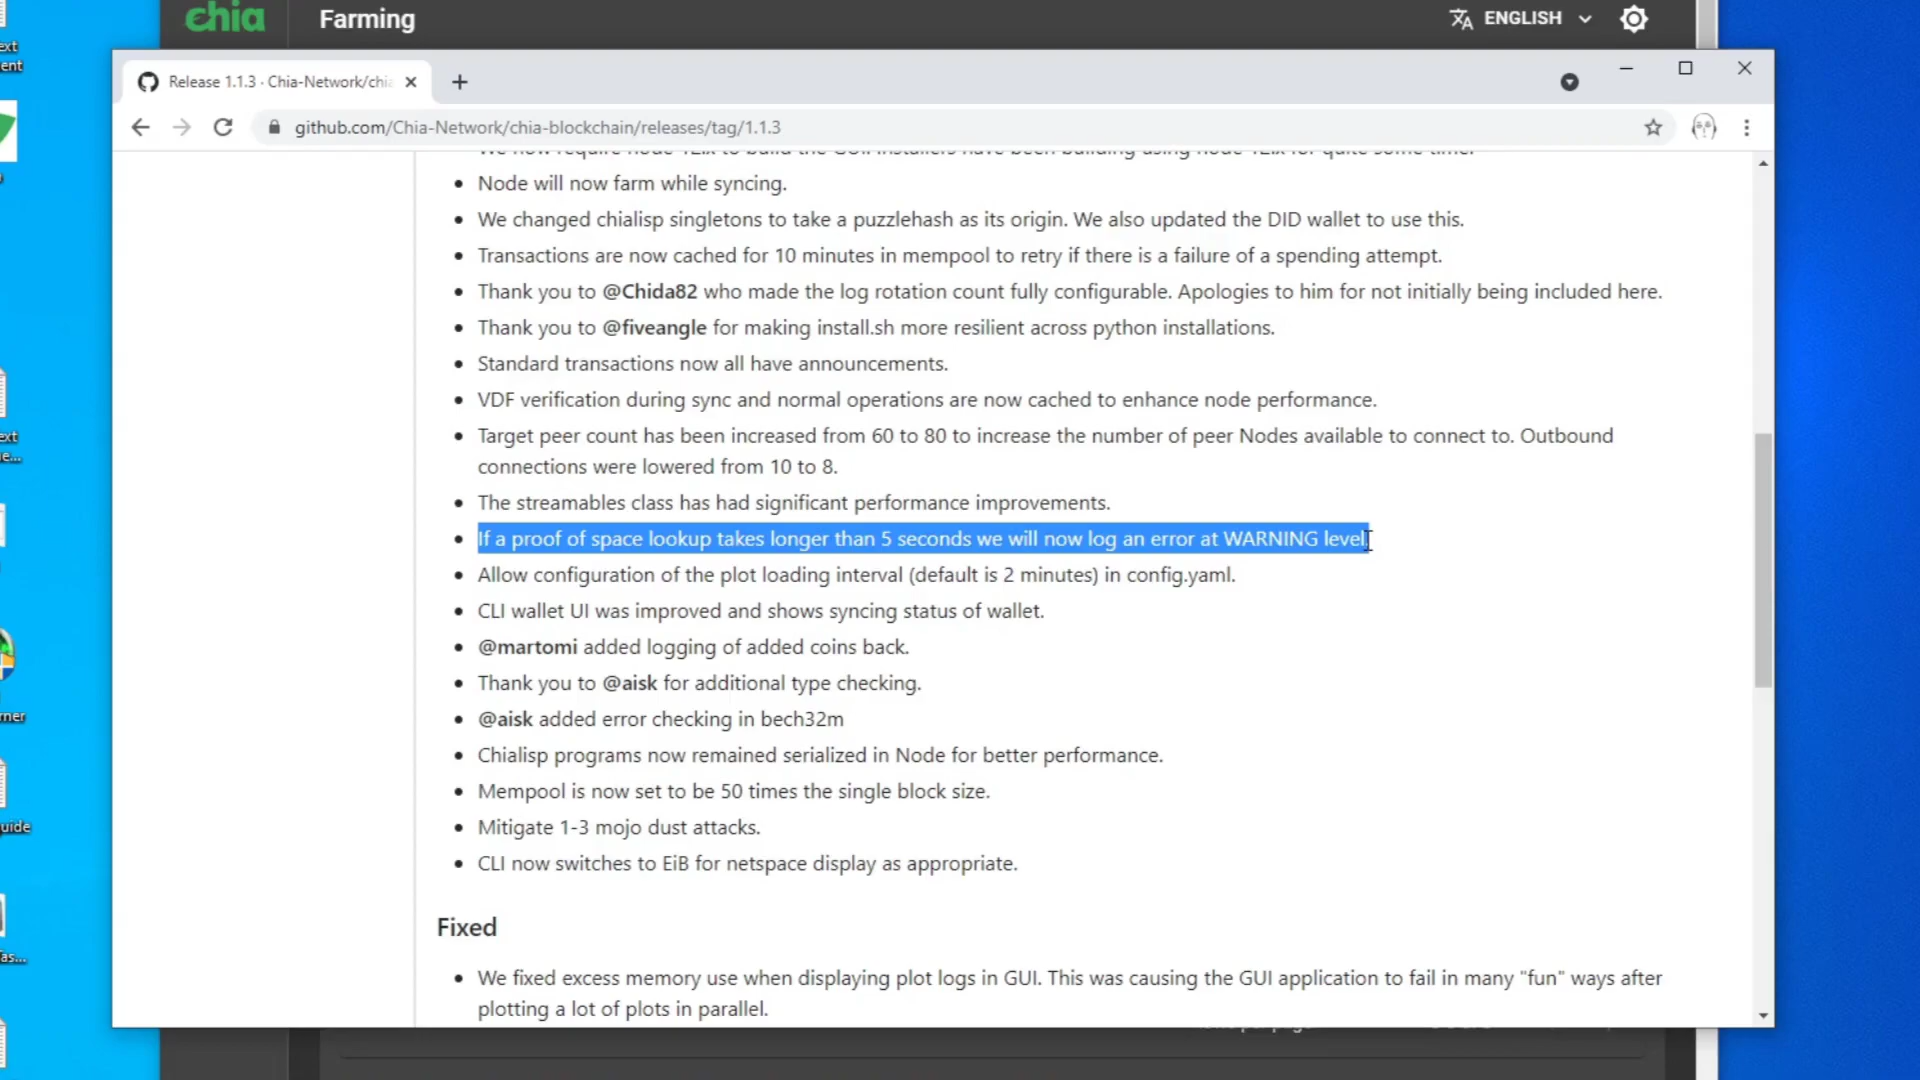 chia
Farming
ENGLISH
Release 1.1.3 · Chia-Network/chia
github.com/Chia-Network/chia-blockchain/releases/tag/1.1.3
We now require node 12.x to build the GUI. Installers have been building using node 12.x for quite some time.
• Node will now farm while syncing.
• We changed chialisp singletons to take a puzzlehash as its origin. We also updated the DID wallet to use this.
• Transactions are now cached for 10 minutes in mempool to retry if there is a failure of a spending attempt.
• Thank you to @Chida82 who made the log rotation count fully configurable. Apologies to him for not initially being included here.
• Thank you to @fiveangle for making install.sh more resilient across python installations.
• Standard transactions now all have announcements.
• VDF verification during sync and normal operations are now cached to enhance node performance.
• Target peer count has been increased from 60 to 80 to increase the number of peer Nodes available to connect to. Outbound
connections were lowered from 10 to 8.
• The streamables class has had significant performance improvements.
• If a proof of space lookup takes longer than 5 seconds we will now log an error at WARNING level.
• Allow configuration of the plot loading interval (default is 2 minutes) in config.yaml.
• CLI wallet UI was improved and shows syncing status of wallet.
• @martomi added logging of added coins back.
• Thank you to @aisk for additional type checking.
• @aisk added error checking in bech32m
• Chialisp programs now remained serialized in Node for better performance.
• Mempool is now set to be 50 times the single block size.
• Mitigate 1-3 mojo dust attacks.
• CLI now switches to EiB for netspace display as appropriate.
Fixed
• We fixed excess memory use when displaying plot logs in GUI. This was causing the GUI application to fail in many "fun" ways after
plotting a lot of plots in parallel.
ext
ent
ext
e...
ner
uide
as...